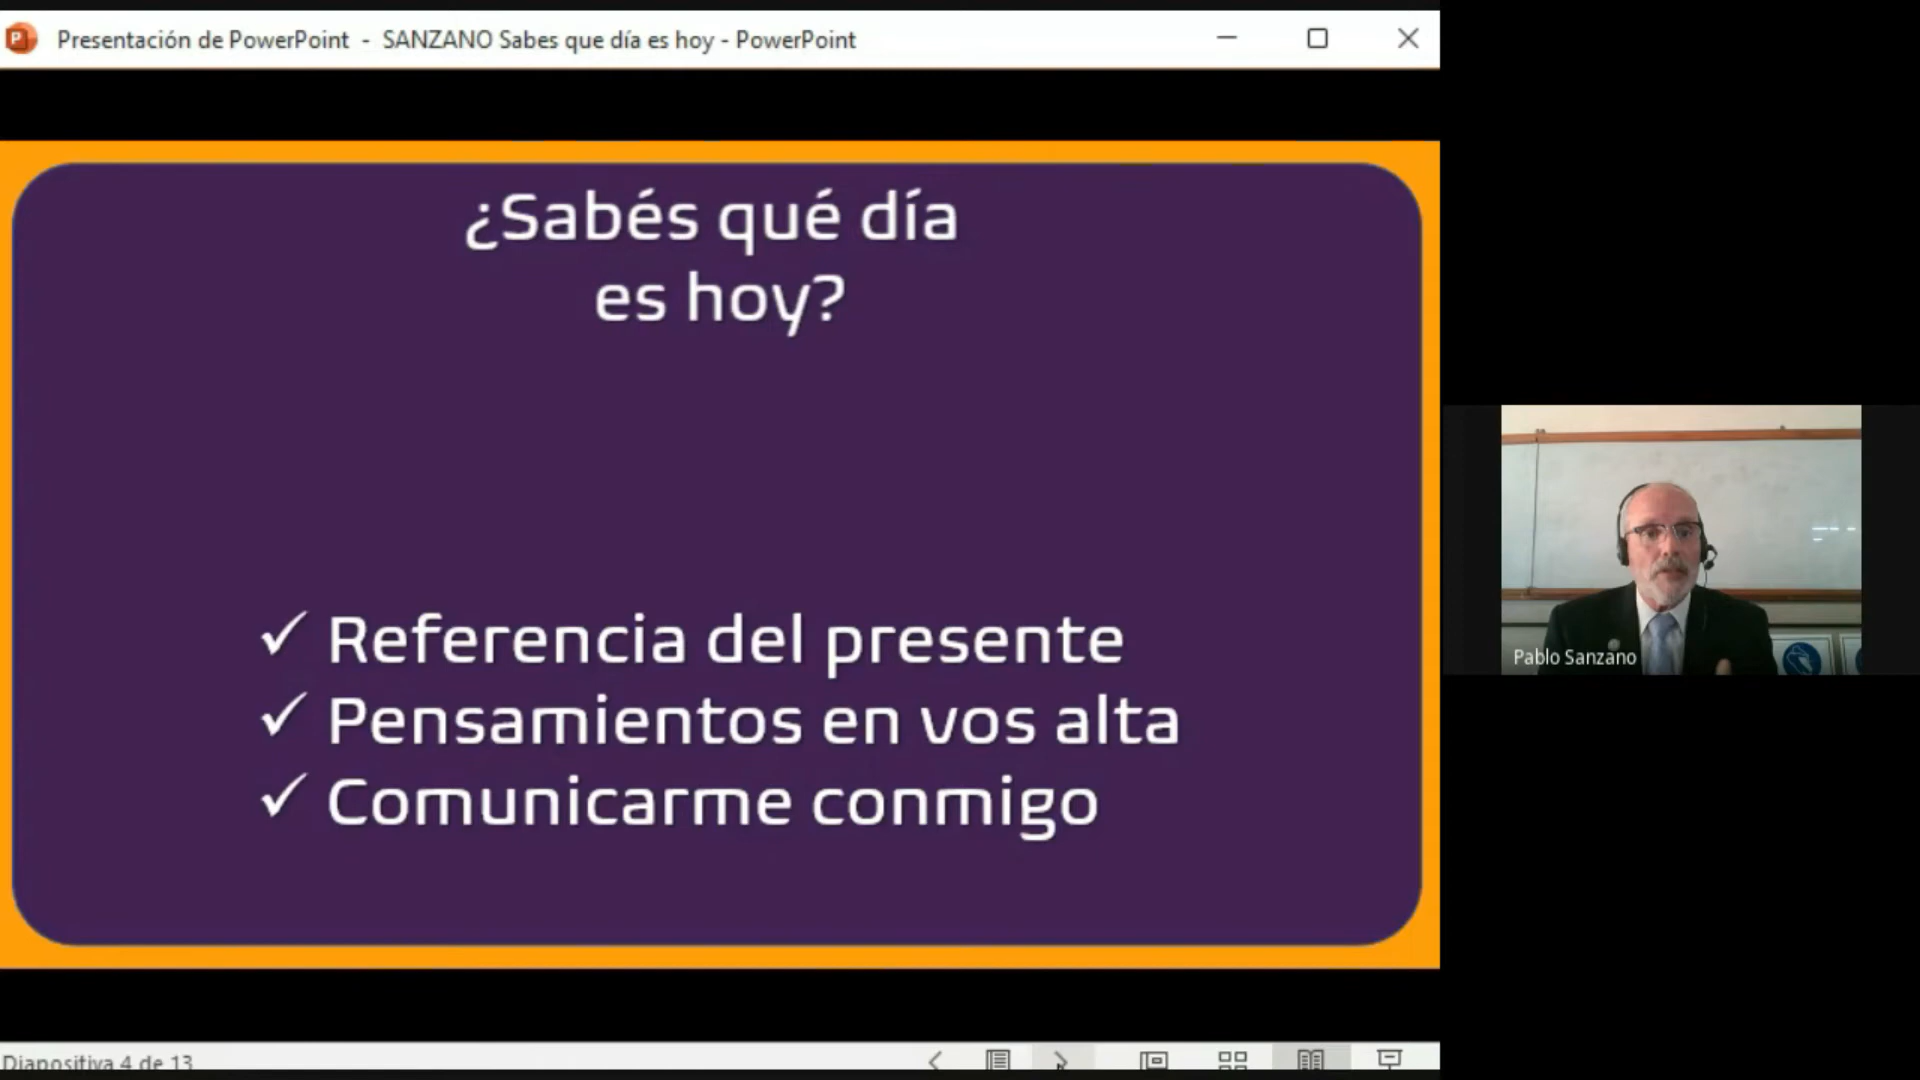 Presentación de PowerPoint - SANZANO Sabes que día es hoy - PowerPoint
¿Sabés qué día
es hoy?
✓ Referencia del presente
✓ Pensamientos en vos alta
✓ Comunicarme conmigo
Pablo Sanzano
Diapositiva 4 de 13